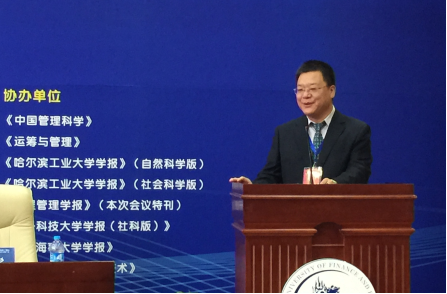 协办单位
《中国管理科学》
《运筹与管理》
《哈尔滨工业大学学报》（自然科学版）
《哈尔滨工业大学学报》（社会科学版）
管理学报》（本次会议特刊）
科技大学学报（社科版）》
海 大学学报》
术》
UNIVERSITY OF FINANCE AND